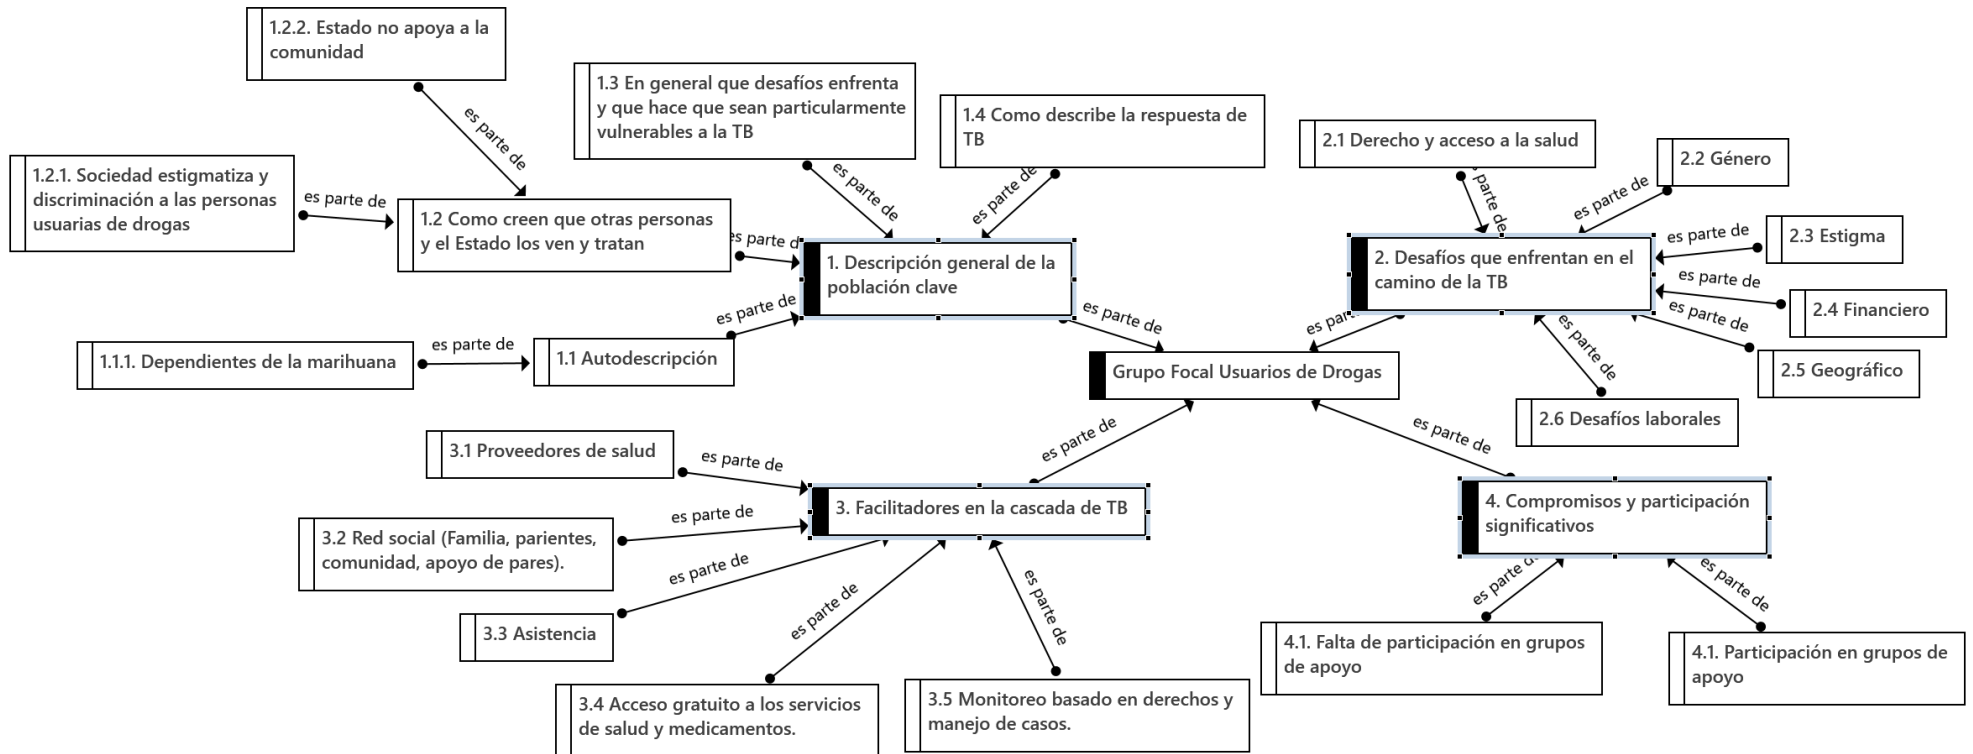 1.2.2. Estado no apoya a la
comunidad
es parte de
1.2.1. Sociedad estigmatiza y
discriminación a las personas
usuarias de drogas
es parte de
1.2 Como creen que otras personas
y el Estado los ven y tratan
es parte d
1.3 En general que desafíos enfrenta
y que hace que sean particularmente
vulnerables a la TB
es parte de
1.4 Como describe la respuesta de
TB
es parte de
1. Descripción general de la
población clave
es parte de
1.1.1. Dependientes de la marihuana
es parte de
1.1 Autodescripción
es parte de
2.1 Derecho y acceso a la salud
parte de
2.2 Género
es parte de
2.3 Estigma
es parte de
2.4 Financiero
es parte de
2.5 Geográfico
es parte de
2.6 Desafíos laborales
es parte de
2. Desafíos que enfrentan en el
camino de la TB
es par
Grupo Focal Usuarios de Drogas
3.1 Proveedores de salud
es parte de
3.2 Red social (Familia, parientes,
comunidad, apoyo de pares).
es parte de
3.3 Asistencia
es parte de
3.4 Acceso gratuito a los servicios
de salud y medicamentos.
es parte de
3.5 Monitoreo basado en derechos y
manejo de casos.
es parte de
3. Facilitadores en la cascada de TB
es parte de
4. Compromisos y participación
significativos
es parte de
4.1. Falta de participación en grupos
de apoyo
es parte d
4.1. Participación en grupos de
apoyo
es parte de